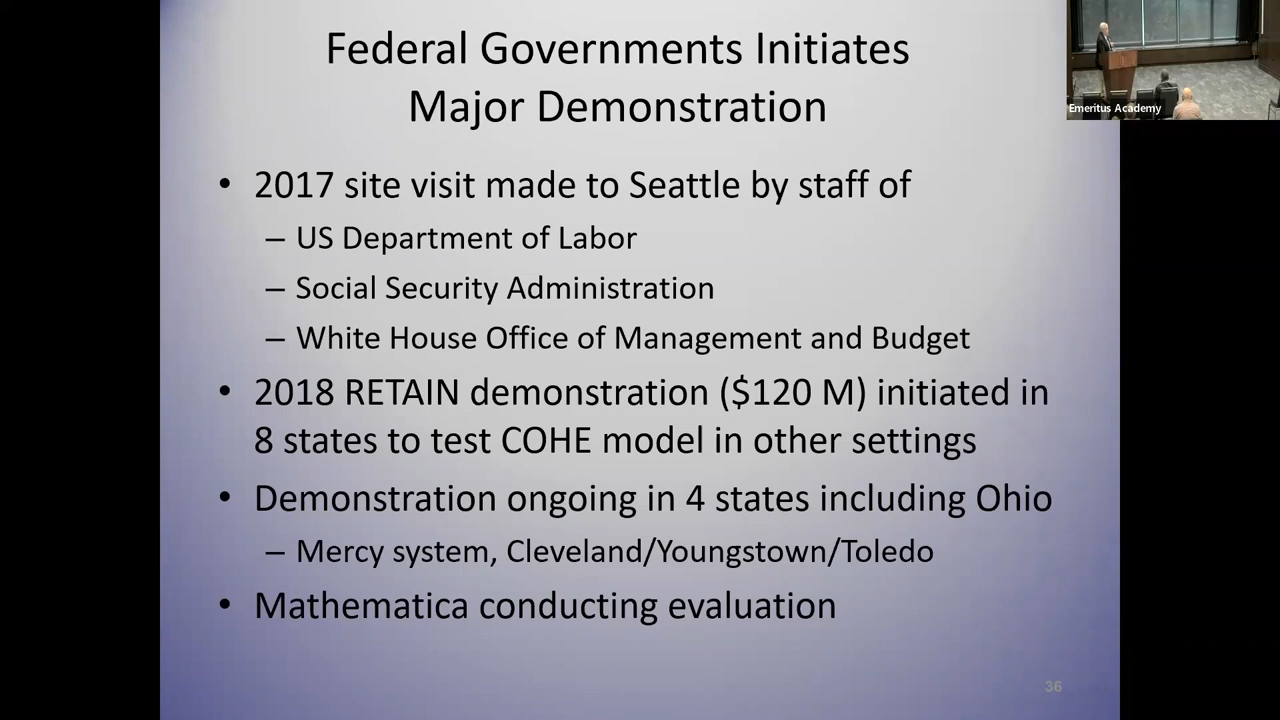 Federal Governments Initiates
Major Demonstration
• 2017 site visit made to Seattle by staff of
– US Department of Labor
– Social Security Administration
– White House Office of Management and Budget
• 2018 RETAIN demonstration ($120 M) initiated in
8 states to test COHE model in other settings
• Demonstration ongoing in 4 states including Ohio
– Mercy system, Cleveland/Youngstown/Toledo
• Mathematica conducting evaluation
36
Emeritus Academy